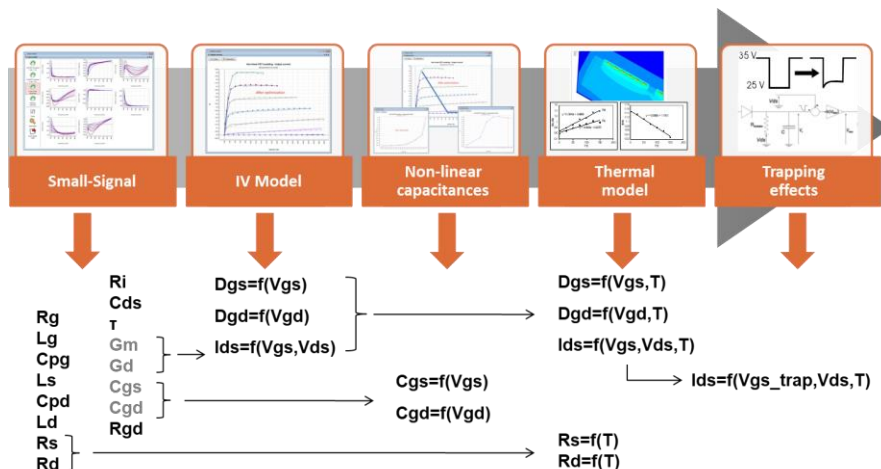 35 V
25 V
Vds
Vds
Small-Signal
IV Model
Non-linear
capacitances
Thermal
model
Trapping
effects
Rg
Lg
Cpg
Ls
Cpd
Ld
Rs
Rd
Ri
Cds
τ
Gm
Gd
Cgs
Cgd
Rgd
Dgs=f(Vgs)
Dgd=f(Vgd)
Ids=f(Vgs,Vds)
Cgs=f(Vgs)
Cgd=f(Vgd)
Dgs=f(Vgs,T)
Dgd=f(Vgd,T)
Ids=f(Vgs,Vds,T)
Rs=f(T)
Rd=f(T)
Ids=f(Vgs_trap,Vds,T)